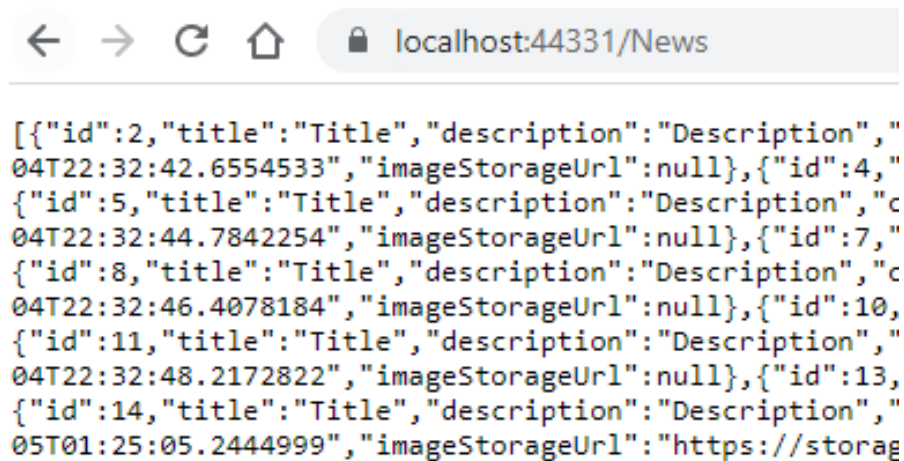 localhost:44331/News
[{"id":2,"title":"Title","description":"Description","
04T22:32:42.6554533","imageStorageUrl":null},{"id":4,"
{"id":5,"title":"Title","description":"Description","c
04T22:32:44.7842254","imageStorageUrl":null},{"id":7,"
{"id":8,"title":"Title","description":"Description","c
04T22:32:46.4078184","imageStorageUrl":null},{"id":10,
{"id":11,"title":"Title","description":"Description","
04T22:32:48.2172822","imageStorageUrl":null},{"id":13,
{"id":14,"title":"Title","description":"Description","
05T01:25:05.2444999","imageStorageUrl":"https://storag